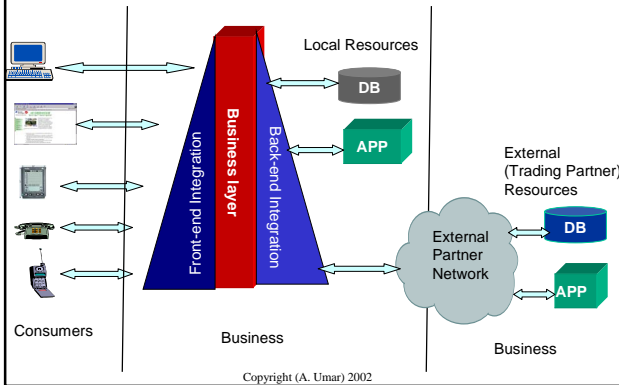 Local Resources
DB
APP
Front-end Integration
Business layer
Back-end Integration
External
(Trading Partner)
Resources
DB
APP
External
Partner
Network
Consumers
Business
Business
Copyright (A. Umar) 2002